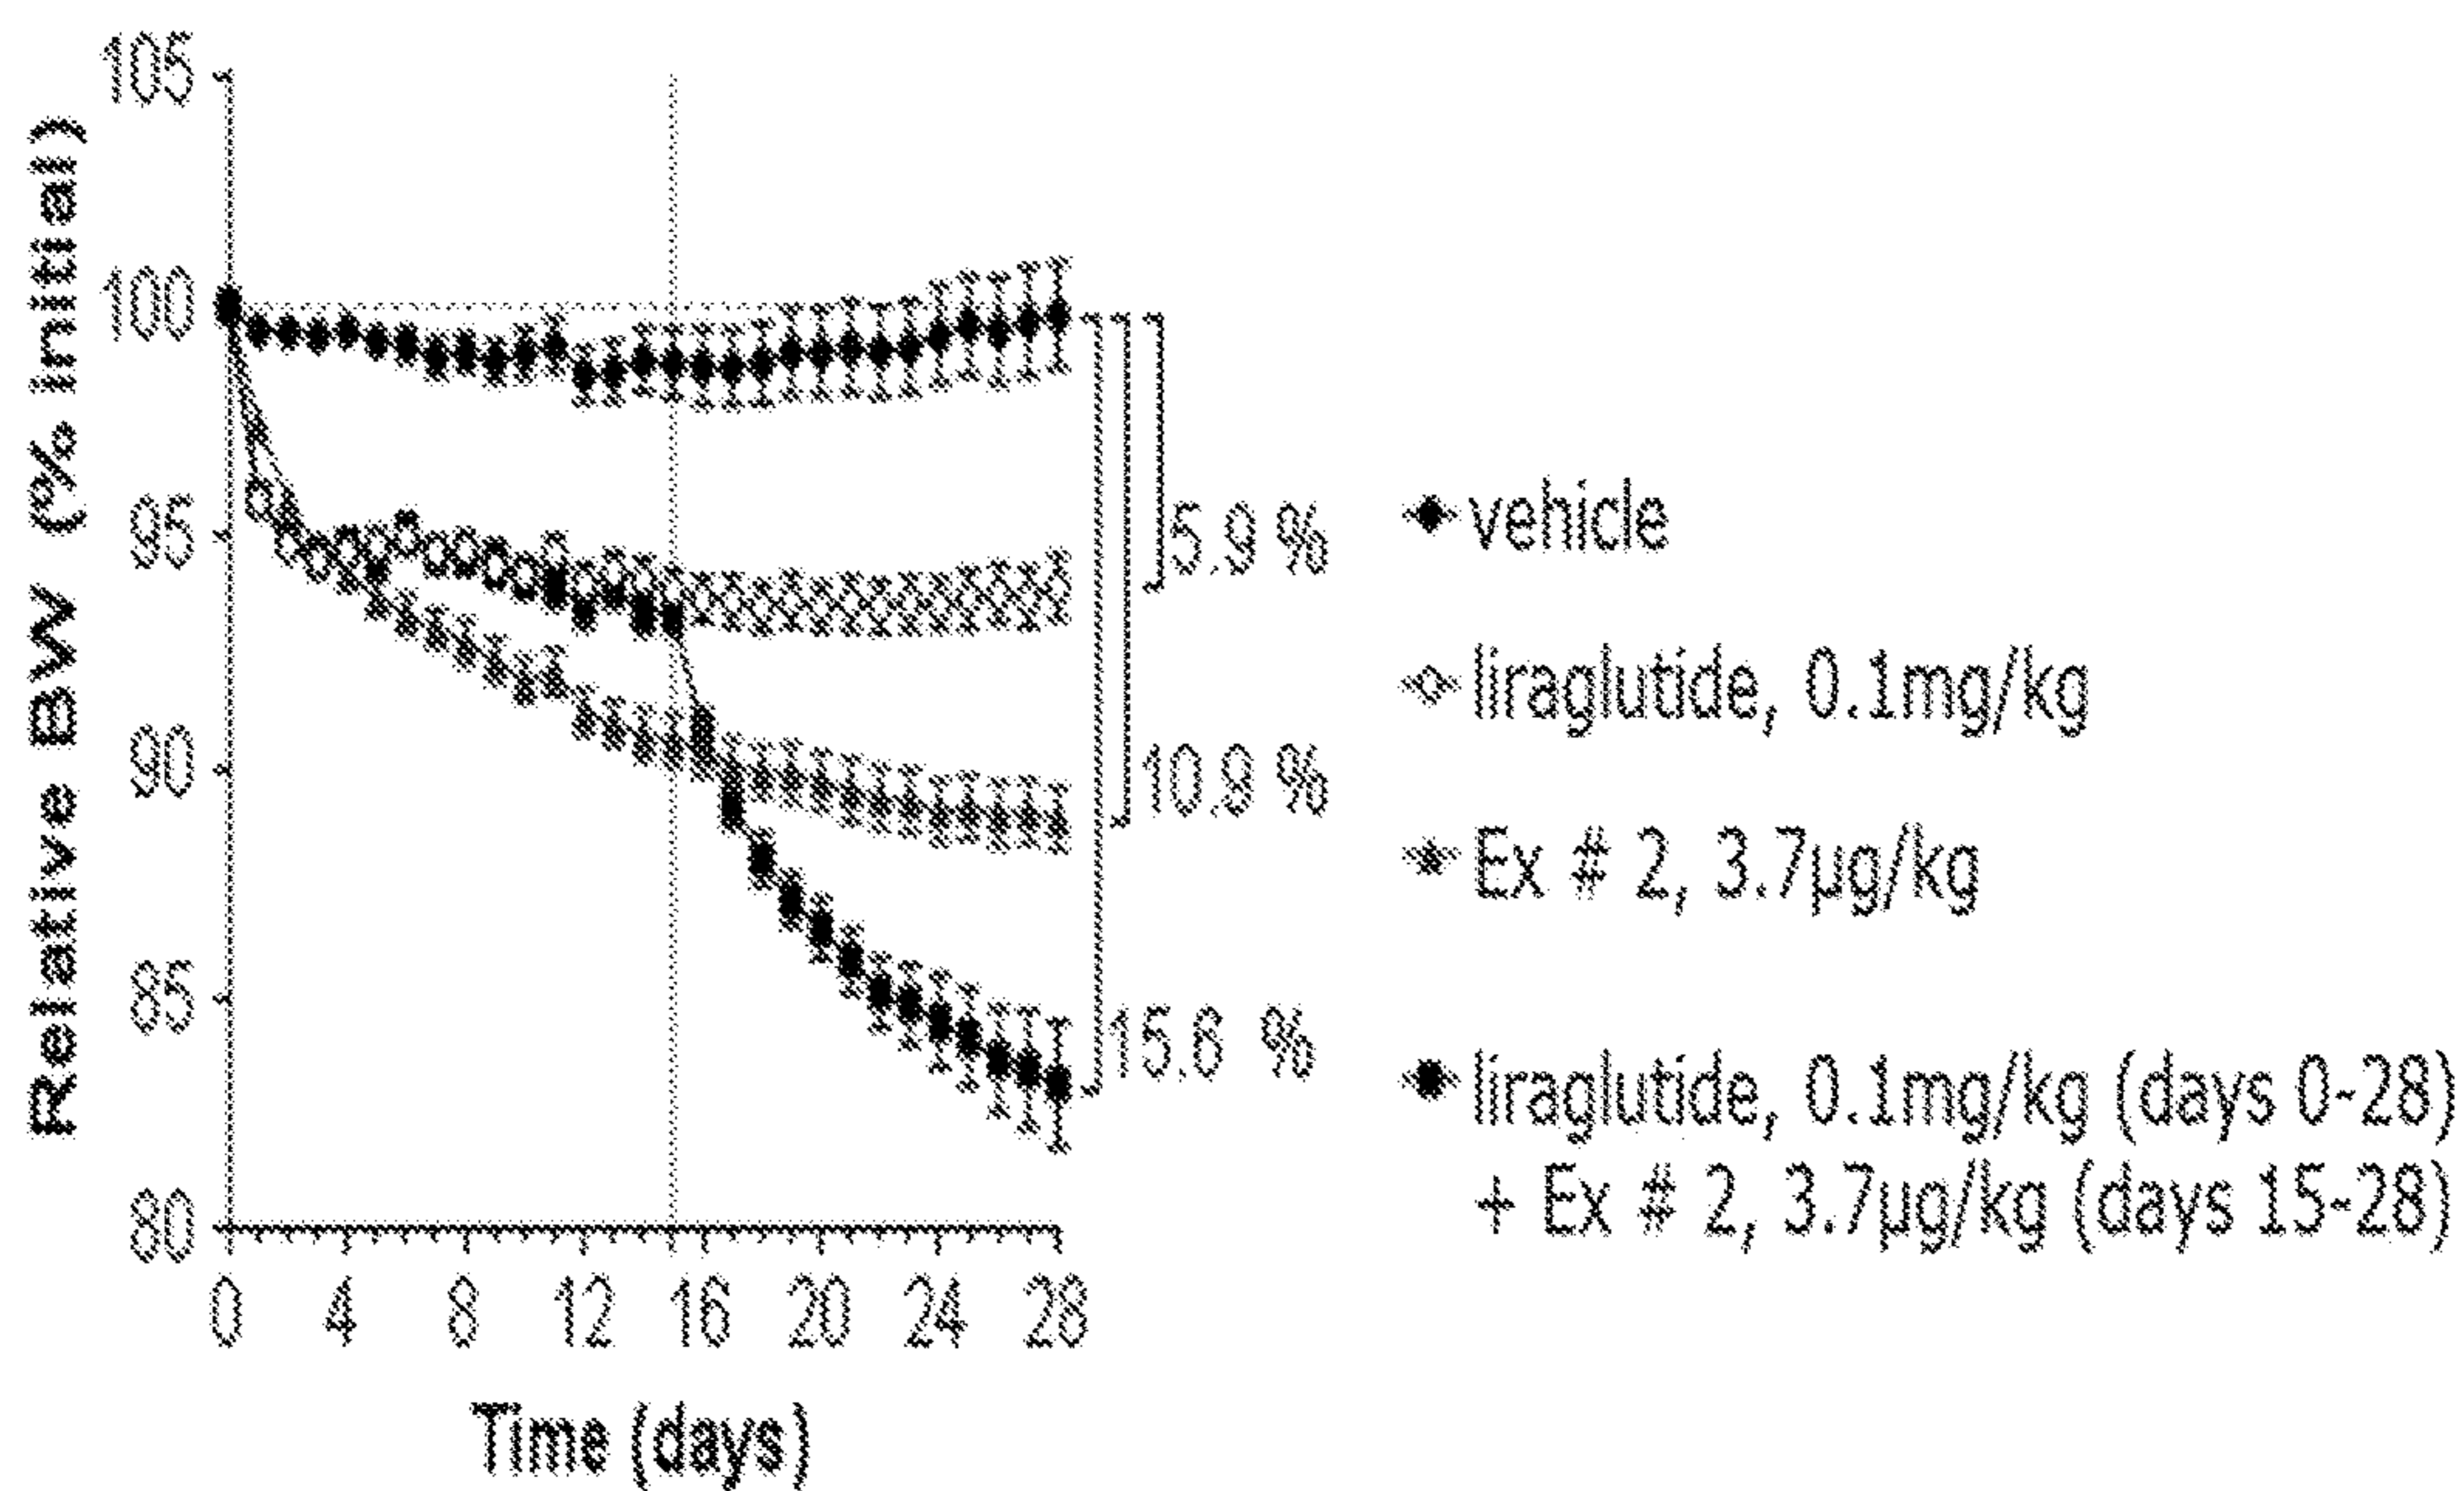 Relative BW (% initial)
105
100
95
90
85
80
0 4 8 12 16 20 24 28
Time (days)
5.9 %
10.9 %
15.6 %
vehicle
liraglutide, 0.1mg/kg
Ex # 2, 3.7µg/kg
liraglutide, 0.1mg/kg (days 0-28)
+ Ex # 2, 3.7µg/kg (days 15-28)